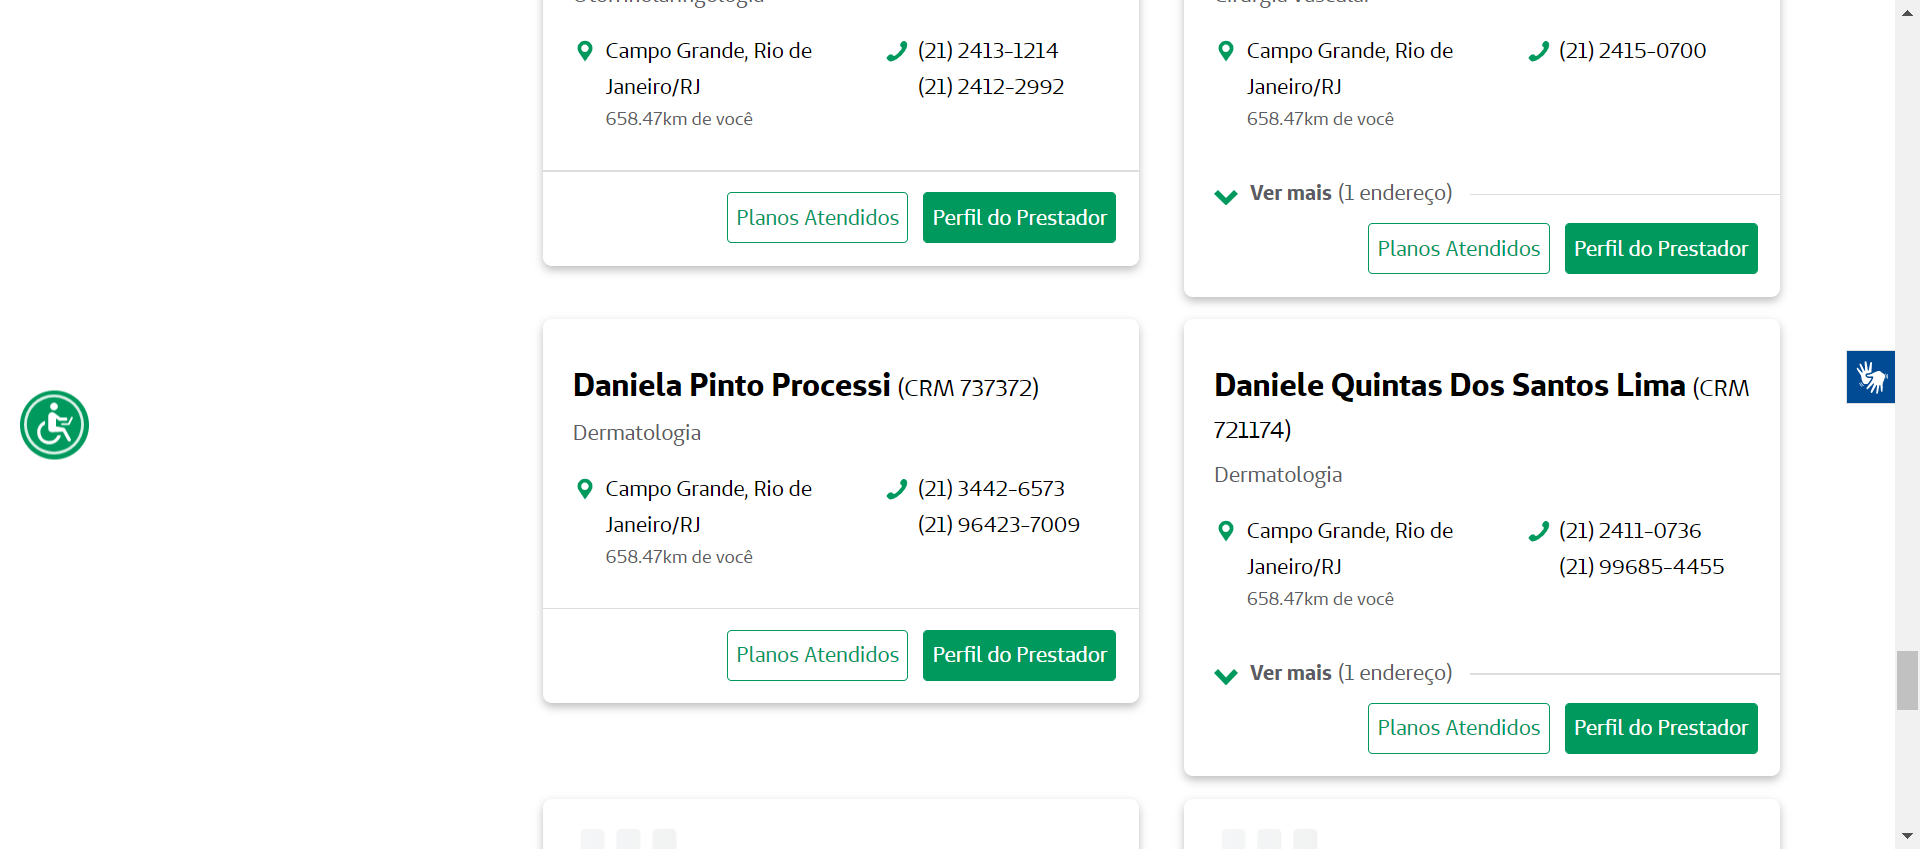 Otorrinolaringologia
Campo Grande, Rio de
Janeiro/RJ
658.47km de você
(21) 2413-1214
(21) 2412-2992
Planos Atendidos
Perfil do Prestador
Cirurgia Vascular
Campo Grande, Rio de
Janeiro/RJ
658.47km de você
(21) 2415-0700
Ver mais (1 endereço)
Planos Atendidos
Perfil do Prestador
Daniela Pinto Processi (CRM 737372)
Dermatologia
Campo Grande, Rio de
Janeiro/RJ
658.47km de você
(21) 3442-6573
(21) 96423-7009
Planos Atendidos
Perfil do Prestador
Daniele Quintas Dos Santos Lima (CRM
721174)
Dermatologia
Campo Grande, Rio de
Janeiro/RJ
658.47km de você
(21) 2411-0736
(21) 99685-4455
Ver mais (1 endereço)
Planos Atendidos
Perfil do Prestador